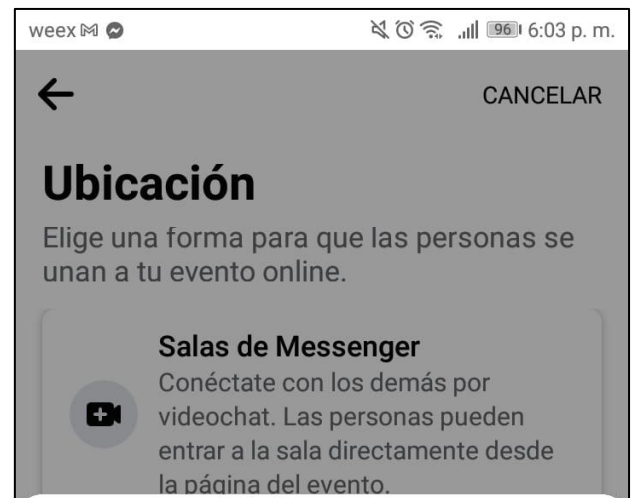 weex 96 6:03 p. m.
CANCELAR
Ubicación
Elige una forma para que las personas se
unan a tu evento online.
Salas de Messenger
Conéctate con los demás por
videochat. Las personas pueden
entrar a la sala directamente desde
la página del evento.